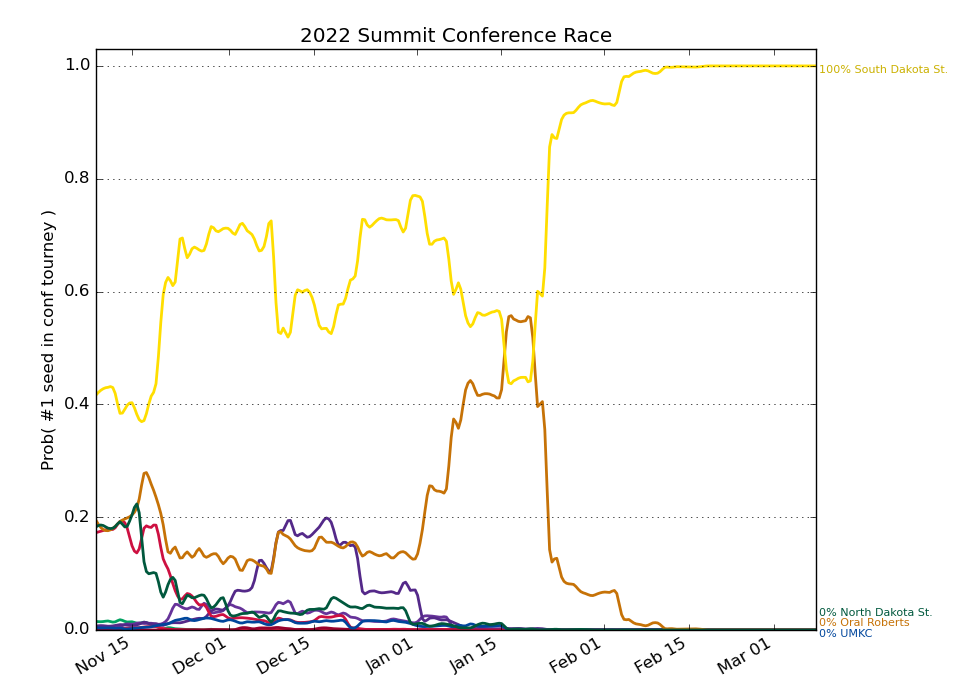 2022 Summit Conference Race
Prob( #1 seed in conf tourney )
1.0
0.8
0.6
0.4
0.2
0.0
100% South Dakota St.
0% North Dakota St.
0% Oral Roberts
0% UMKC
Nov 15
Dec 01
Dec 15
Jan 01
Jan 15
Feb 01
Feb 15
Mar 01